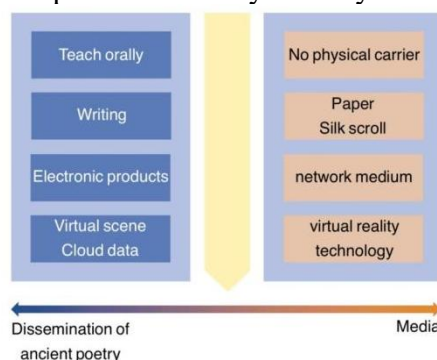 Teach orally
No physical carrier
Writing
Paper
Silk scroll
Electronic products
network medium
Virtual scene
Cloud data
virtual reality
technology
Dissemination of
ancient poetry
Media